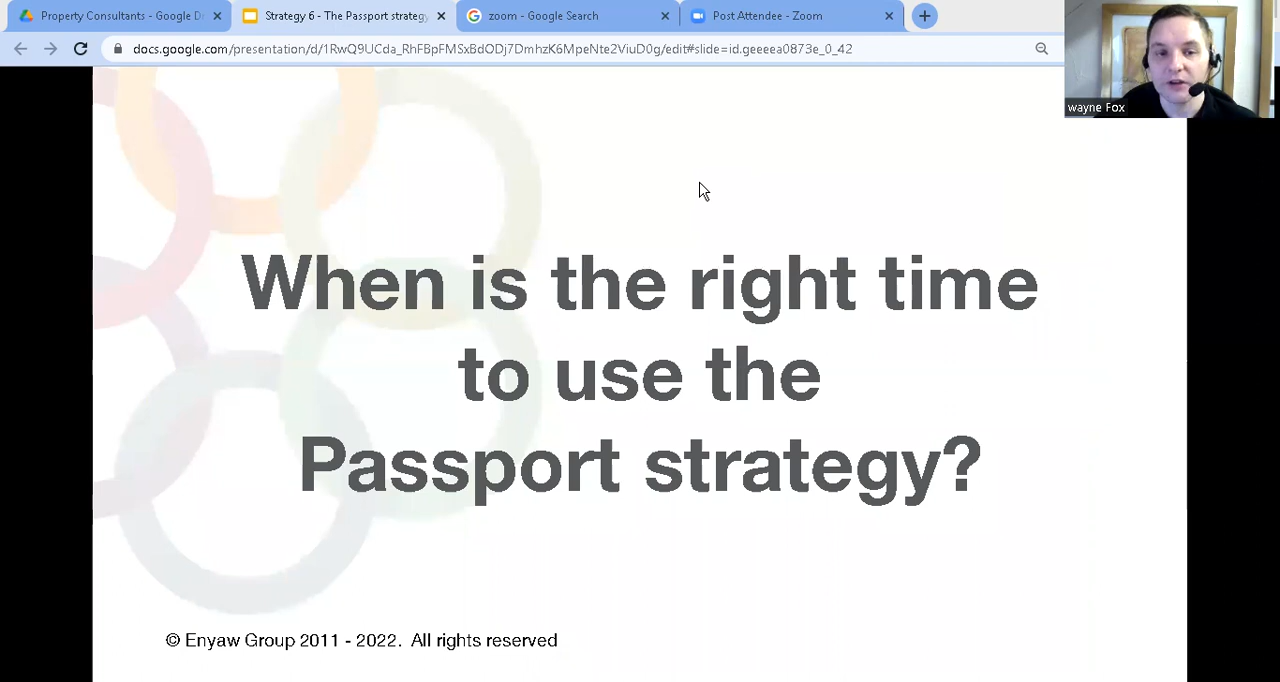 Property Consultants - Google Dr
Strategy 6 - The Passport strateg
zoom - Google Search
Post Attendee - Zoom
docs.google.com/presentation/d/1RwQ9UCda_RhFBpFMSxBdODj7DmhzK6MpeNte2ViuD0g/edit#slide=id.geeeea0873e_0_42
wayne Fox
When is the right time
to use the
Passport strategy?
© Enyaw Group 2011 - 2022. All rights reserved